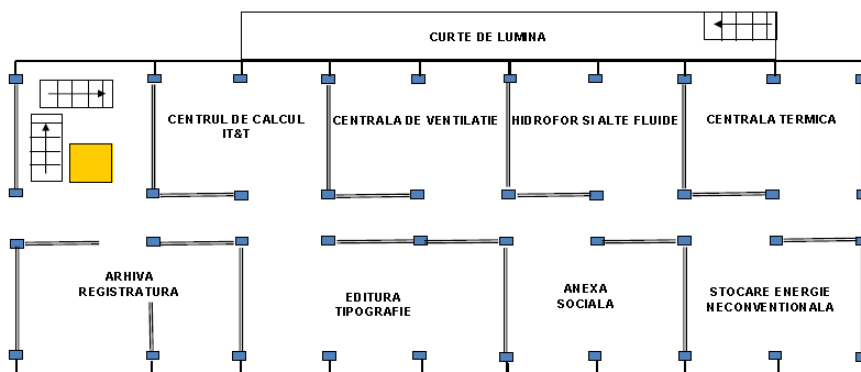 CURTE DE LUMINA
CENTRUL DE CALCUL
IT&T
CENTRALA DE VENTILATIE
HIDROFOR SI ALTE FLUIDE
CENTRALA TERMICA
ARHIVA
REGISTRATURA
EDITURA
TIPOGRAFIE
ANEXA
SOCIALA
STOCARE ENERGIE
NECONVENTIONALA